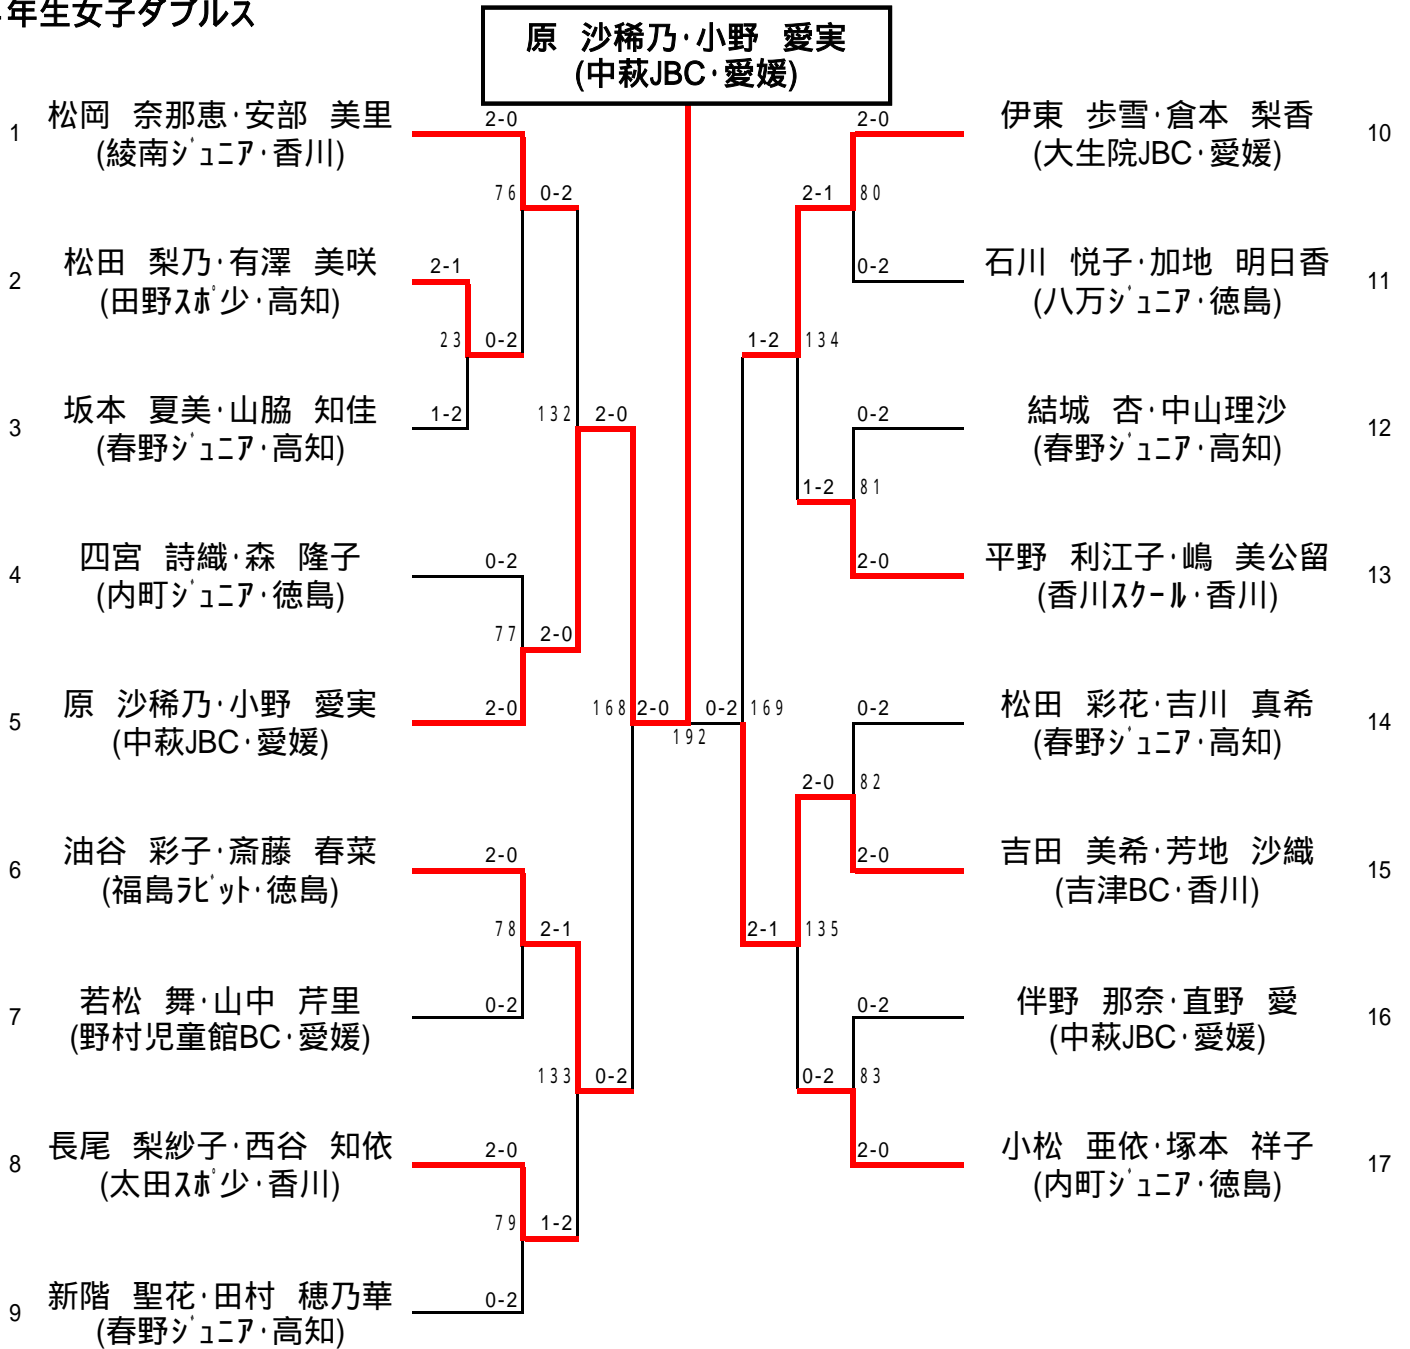 年生女子ダブルス
原 沙稀乃・小野 愛実
(中萩JBC・愛媛)
1 松岡 奈那恵・安部 美里
(綾南ｼﾞｭﾆｱ・香川)
2-0
76
0-2
2 松田 梨乃・有澤 美咲
(田野ｽﾎﾟ少・高知)
2-1
23
0-2
3 坂本 夏美・山脇 知佳
(春野ｼﾞｭﾆｱ・高知)
1-2
132
2-0
4 四宮 詩織・森 隆子
(内町ｼﾞｭﾆｱ・徳島)
0-2
77
2-0
5 原 沙稀乃・小野 愛実
(中萩JBC・愛媛)
2-0
168
2-0
192
6 油谷 彩子・斎藤 春菜
(福島ﾗﾋﾞｯﾄ・徳島)
2-0
78
2-1
7 若松 舞・山中 芹里
(野村児童館BC・愛媛)
0-2
133
0-2
8 長尾 梨紗子・西谷 知依
(太田ｽﾎﾟ少・香川)
2-0
79
1-2
9 新階 聖花・田村 穂乃華
(春野ｼﾞｭﾆｱ・高知)
0-2
2-0
伊東 歩雪・倉本 梨香 10
(大生院JBC・愛媛)
2-1
80
0-2
石川 悦子・加地 明日香 11
(八万ｼﾞｭﾆｱ・徳島)
1-2
134
0-2
結城 杏・中山理沙 12
(春野ｼﾞｭﾆｱ・高知)
1-2
81
2-0
平野 利江子・嶋 美公留 13
(香川ｽｸｰﾙ・香川)
0-2
169
0-2
松田 彩花・吉川 真希 14
(春野ｼﾞｭﾆｱ・高知)
2-0
82
2-0
吉田 美希・芳地 沙織 15
(吉津BC・香川)
2-1
135
0-2
伴野 那奈・直野 愛 16
(中萩JBC・愛媛)
0-2
83
2-0
小松 亜依・塚本 祥子 17
(内町ｼﾞｭﾆｱ・徳島)